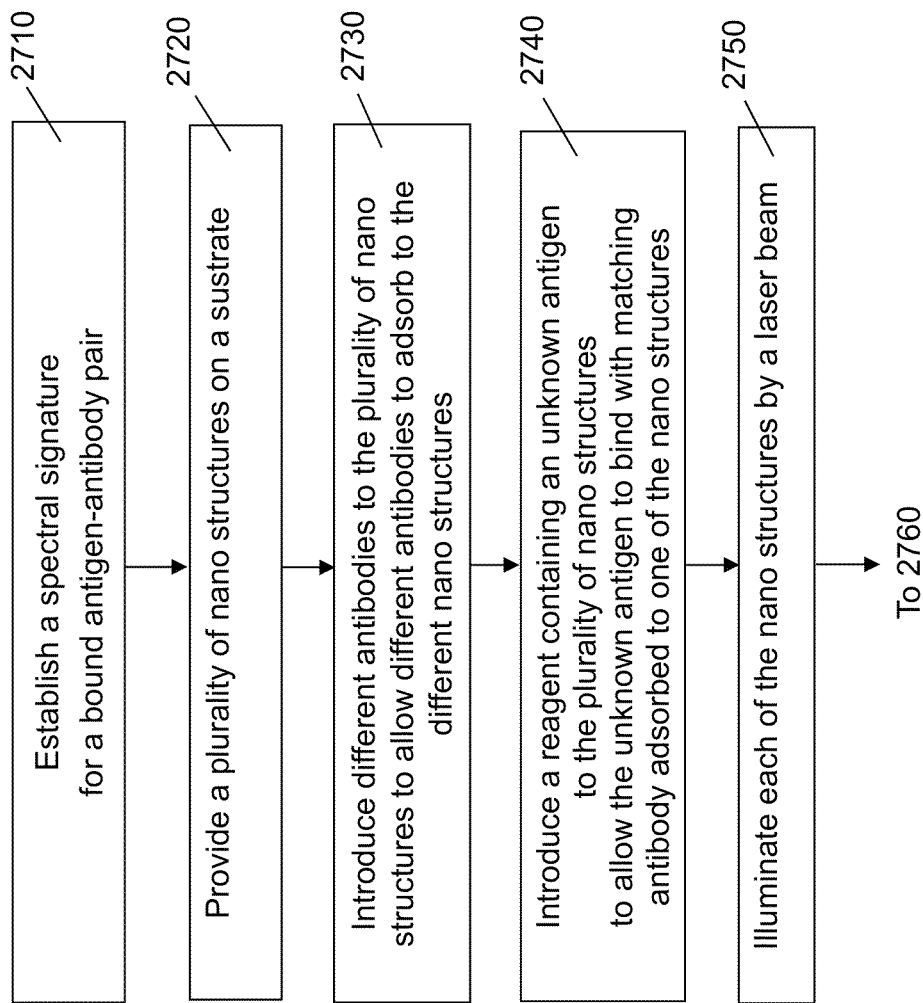 2710
Establish a spectral signature
for a bound antigen-antibody pair
2720
Provide a plurality of nano structures on a sustrate
2730
Introduce different antibodies to the plurality of nano
structures to allow different antibodies to adsorb to the
different nano structures
2740
Introduce a reagent containing an unknown antigen
to the plurality of nano structures
to allow the unknown antigen to bind with matching
antibody adsorbed to one of the nano structures
2750
Illuminate each of the nano structures by a laser beam
To 2760